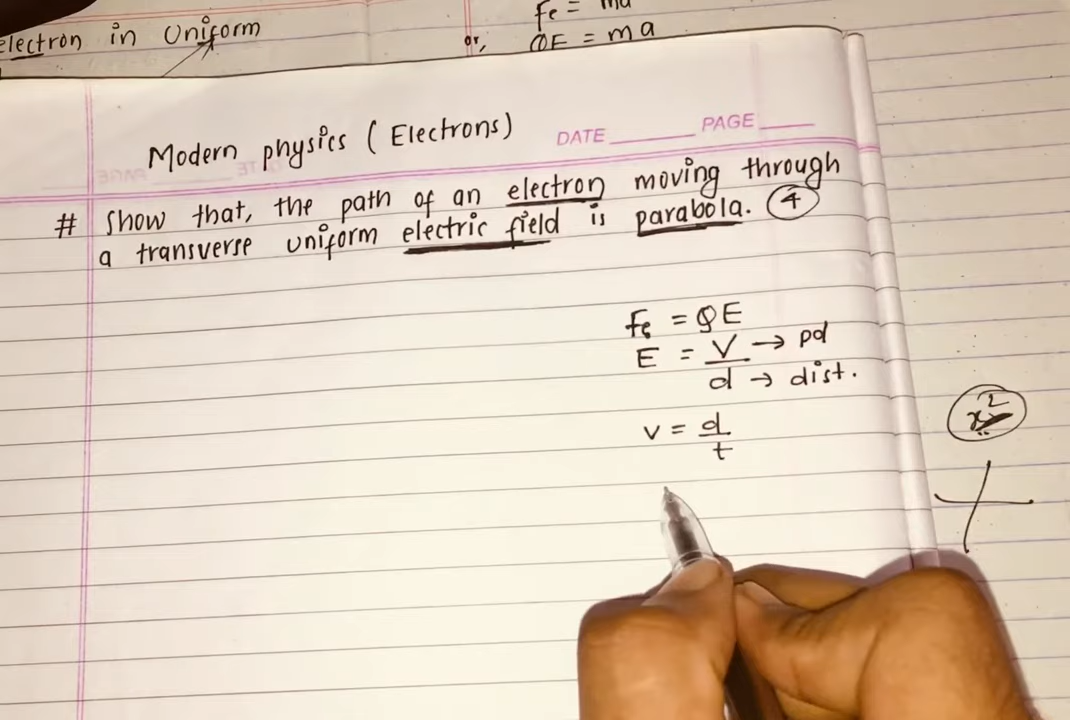 electron in Uniform
Fe = ma
or, QE = ma
Modern physics ( Electrons)
DATE PAGE
# Show that, the path of an electron moving through
a transverse uniform electric field is parabola. (4)
Fe = QE
E = V → pd
d → dist.
v = d
t
x²